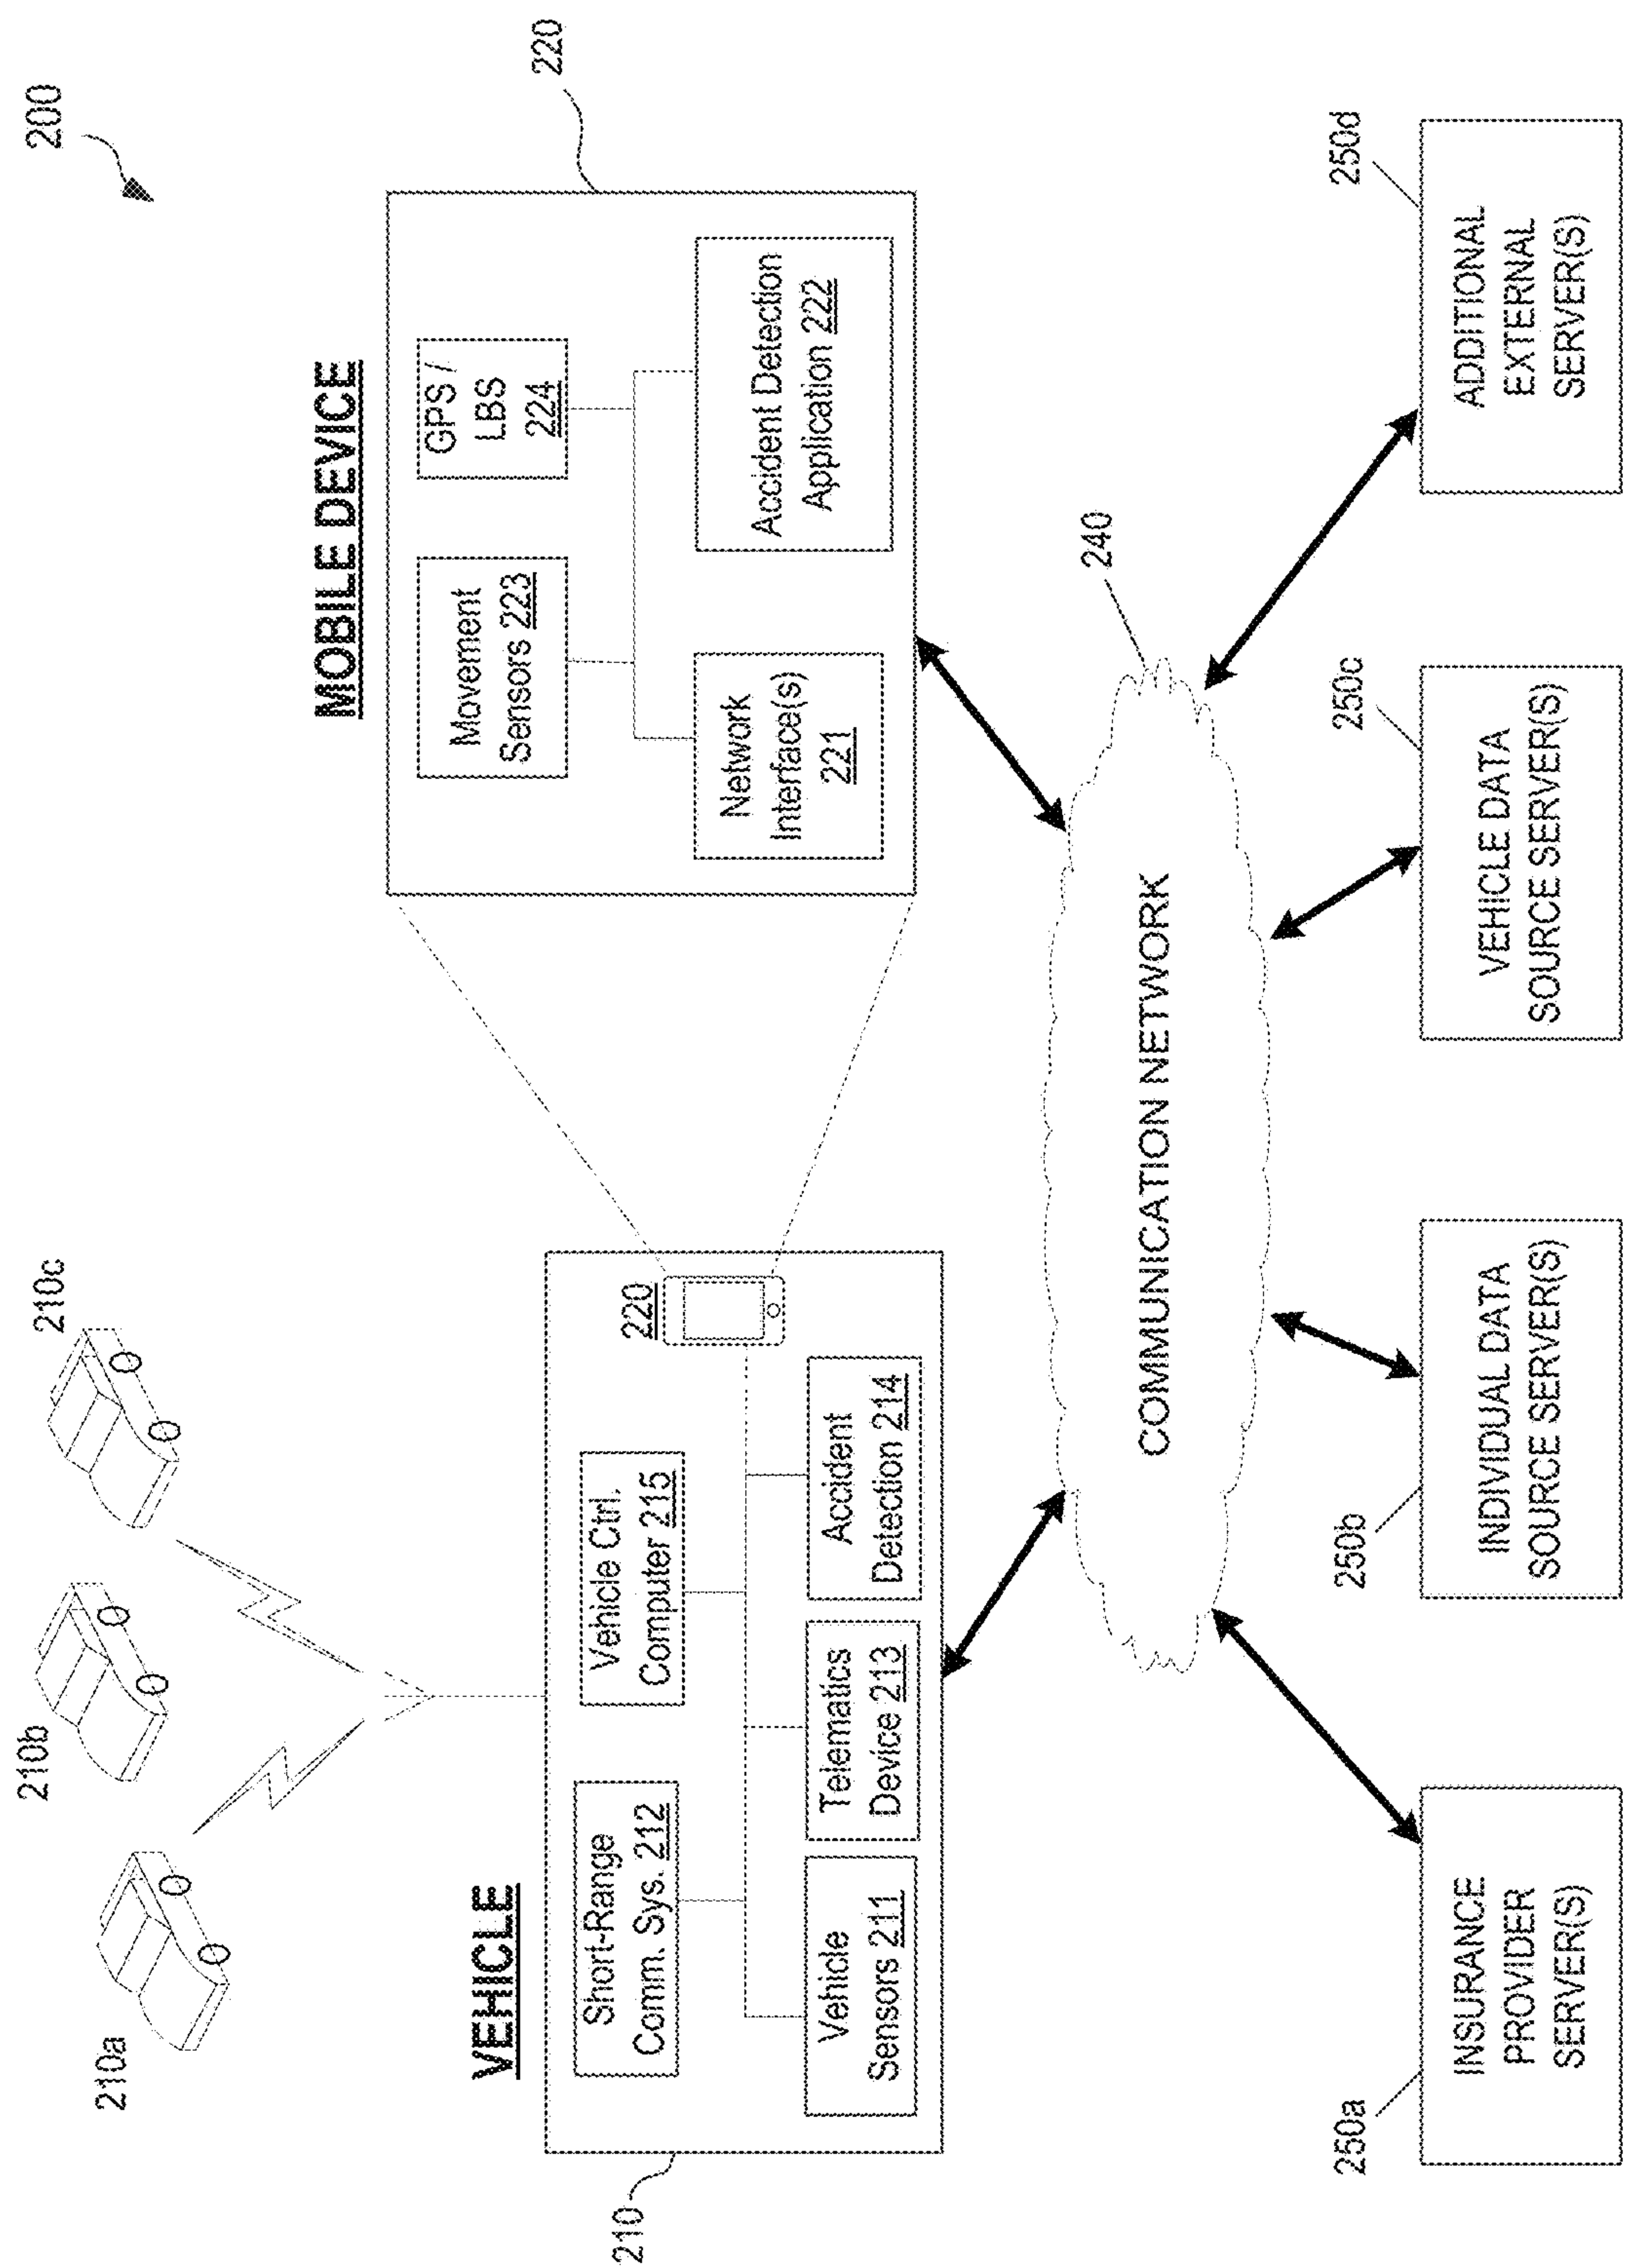 200
210a
210b
210c
VEHICLE
210
Short-Range
Comm. Sys. 212
Vehicle Ctrl.
Computer 215
220
Vehicle
Sensors 211
Telematics
Device 213
Accident
Detection 214
MOBILE DEVICE
220
Movement
Sensors 223
GPS /
LBS
224
Network
Interface(s)
221
Accident Detection
Application 222
240
COMMUNICATION NETWORK
250a
INSURANCE
PROVIDER
SERVER(S)
250b
INDIVIDUAL DATA
SOURCE SERVER(S)
250c
VEHICLE DATA
SOURCE SERVER(S)
250d
ADDITIONAL
EXTERNAL
SERVER(S)